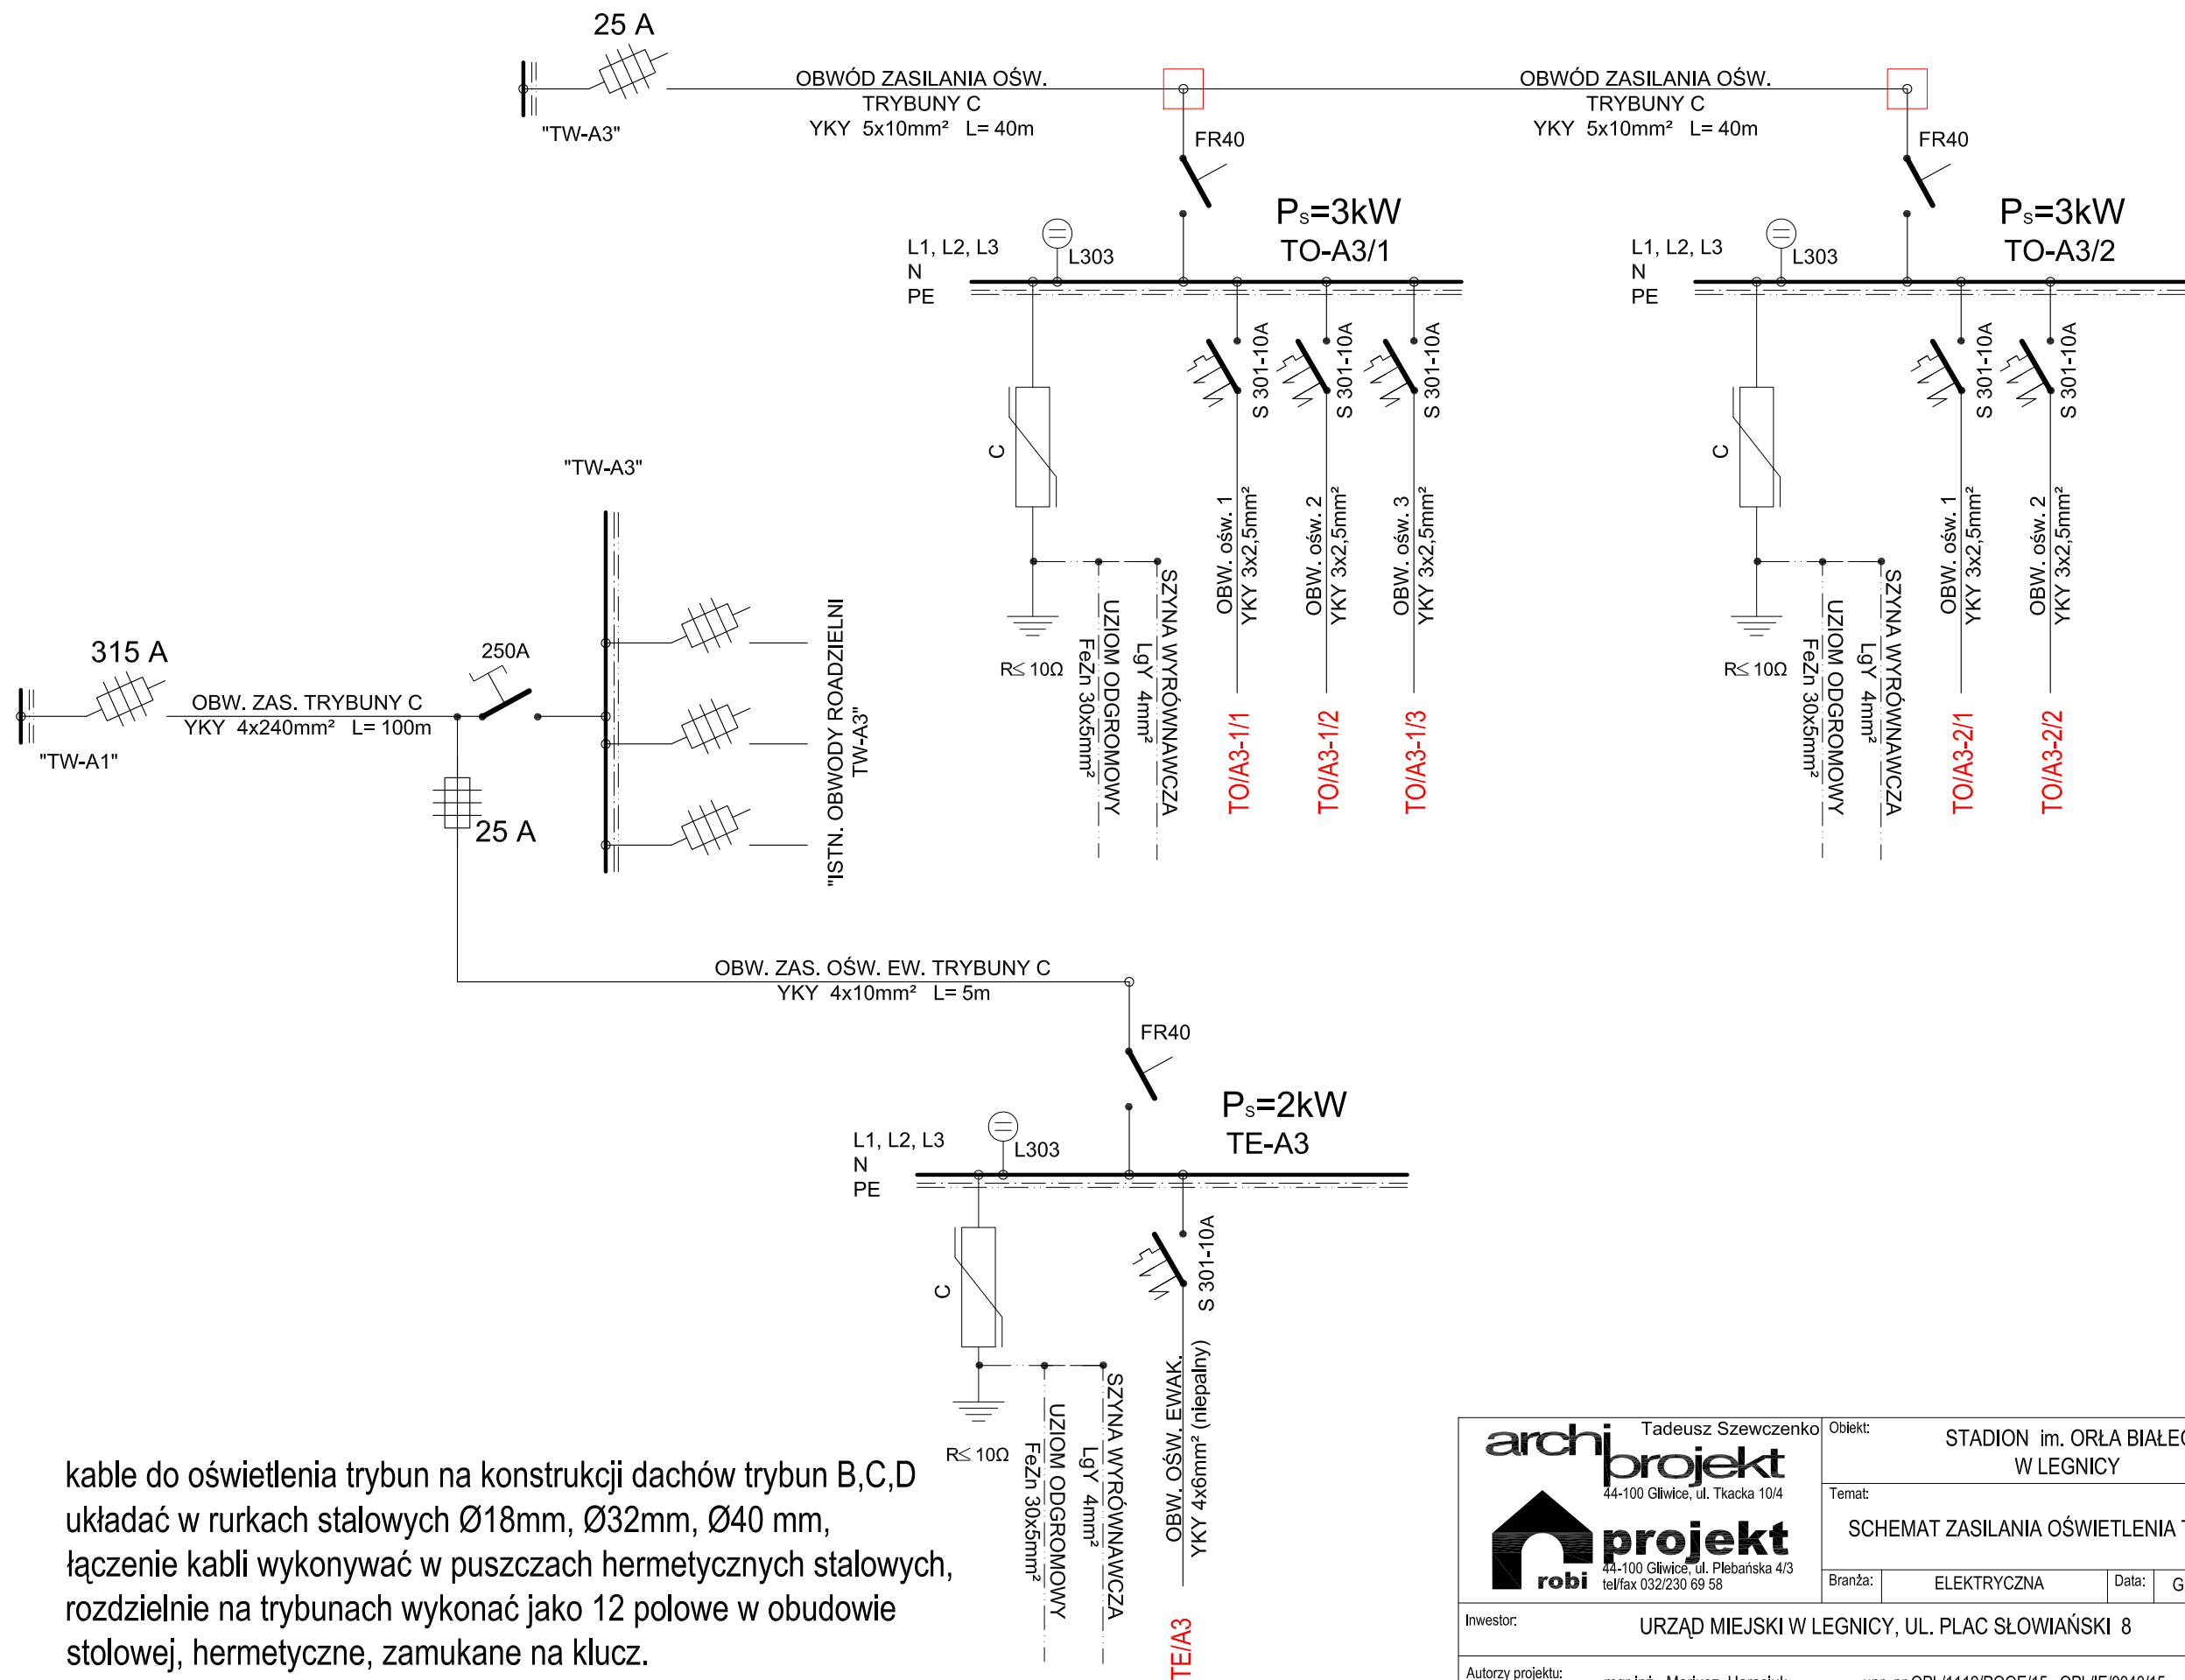 25 A
"TW-A3"
OBWÓD ZASILANIA OŚW.
TRYBUNY C
YKY 5x10mm² L= 40m
OBWÓD ZASILANIA OŚW.
TRYBUNY C
YKY 5x10mm² L= 40m
FR40
FR40
Ps=3kW
TO-A3/1
Ps=3kW
TO-A3/2
L1, L2, L3
N
PE
L303
L1, L2, L3
N
PE
L303
S 301-10A
S 301-10A
S 301-10A
S 301-10A
S 301-10A
C
C
OBW. ośw. 1
YKY 3x2,5mm²
OBW. ośw. 2
YKY 3x2,5mm²
OBW. ośw. 3
YKY 3x2,5mm²
OBW. ośw. 1
YKY 3x2,5mm²
OBW. ośw. 2
YKY 3x2,5mm²
R≤ 10Ω
UZIOM ODGROMOWY
FeZn 30x5mm²
SZYNA WYRÓWNAWCZA
LgY 4mm²
R≤ 10Ω
UZIOM ODGROMOWY
FeZn 30x5mm²
SZYNA WYRÓWNAWCZA
LgY 4mm²
TO/A3-1/1
TO/A3-1/2
TO/A3-1/3
TO/A3-2/1
TO/A3-2/2
"TW-A3"
315 A
"TW-A1"
OBW. ZAS. TRYBUNY C
YKY 4x240mm² L= 100m
250A
25 A
"ISTN. OBWODY ROADZIELNI
TW-A3"
OBW. ZAS. OŚW. EW. TRYBUNY C
YKY 4x10mm² L= 5m
FR40
Ps=2kW
TE-A3
L1, L2, L3
N
PE
L303
S 301-10A
C
OBW. OŚW. EWAK.
YKY 4x6mm² (niepalny)
R≤ 10Ω
UZIOM ODGROMOWY
FeZn 30x5mm²
SZYNA WYRÓWNAWCZA
LgY 4mm²
TE/A3
kable do oświetlenia trybun na konstrukcji dachów trybun B,C,D
układać w rurkach stalowych Ø18mm, Ø32mm, Ø40 mm,
łączenie kabli wykonywać w puszczach hermetycznych stalowych,
rozdzielnie na trybunach wykonać jako 12 polowe w obudowie
stolowej, hermetyczne, zamukane na klucz.
archi projekt
Tadeusz Szewczenko
44-100 Gliwice, ul. Tkacka 10/4
projekt
robi
44-100 Gliwice, ul. Plebańska 4/3
tel/fax 032/230 69 58
Obiekt:
STADION im. ORŁA
W LEGNICY
Temat:
SCHEMAT ZASILANIA OŚWIETLENIA
Branża:
ELEKTRYCZNA
Data:
Inwestor:
URZĄD MIEJSKI W LEGNICY, UL. PLAC SŁOWIAŃSKI 8
Autorzy projektu: